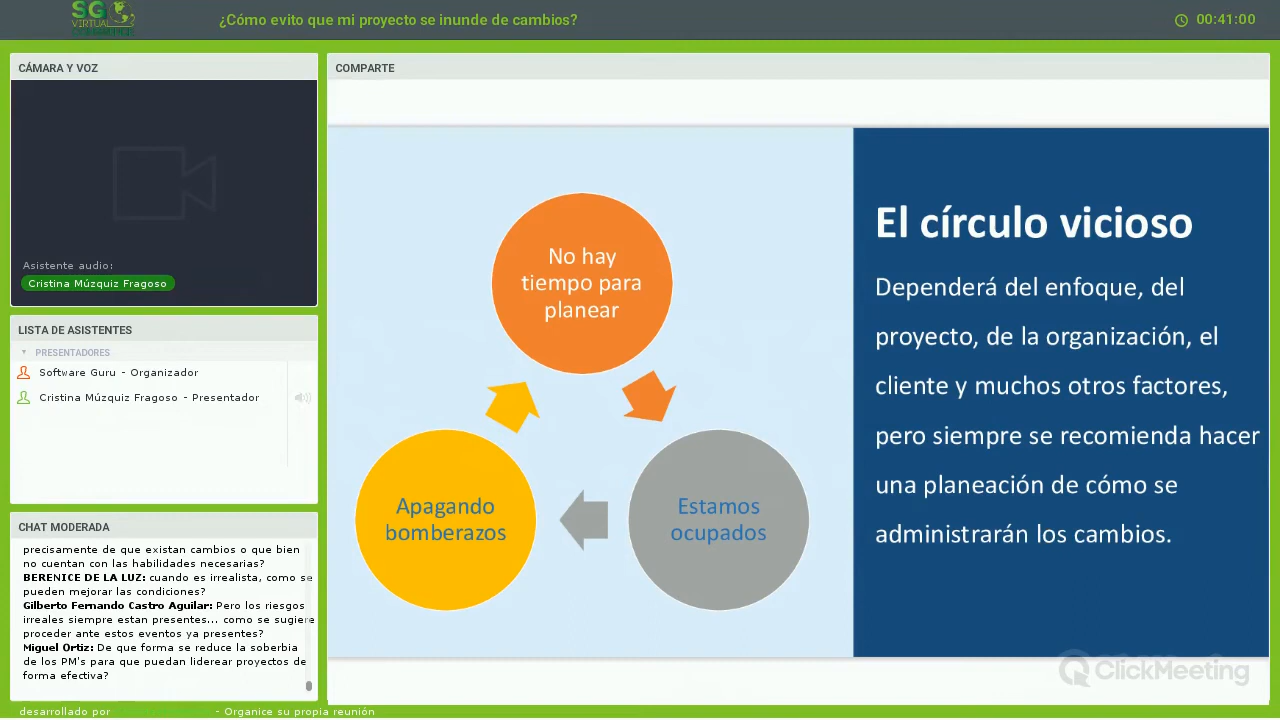 SG
VIRTUAL
¿Cómo evito que mi proyecto se inunde de cambios?
00:41:00
CÁMARA Y VOZ
Asistente audio:
Cristina Múzquiz Fragoso
LISTA DE ASISTENTES
PRESENTADORES
Software Guru - Organizador
Cristina Múzquiz Fragoso - Presentador
CHAT MODERADA
precisamente de que existan cambios o que bien
no cuentan con las habilidades necesarias?
BERENICE DE LA LUZ: cuando es irrealista, como se
pueden mejorar las condiciones?
Gilberto Fernando Castro Aguilar: Pero los riesgos
irreales siempre estan presentes... como se sugiere
proceder ante estos eventos ya presentes?
Miguel Ortiz: De que forma se reduce la soberbia
de los PM's para que puedan liderear proyectos de
forma efectiva?
desarrollado por
- Organice su propia reunión
COMPARTE
No hay
tiempo para
planear
Estamos
ocupados
Apagando
bomberazos
El círculo vicioso
Dependerá del enfoque, del
proyecto, de la organización, el
cliente y muchos otros factores,
pero siempre se recomienda hacer
una planeación de cómo se
administrarán los cambios.
ClickMeeting